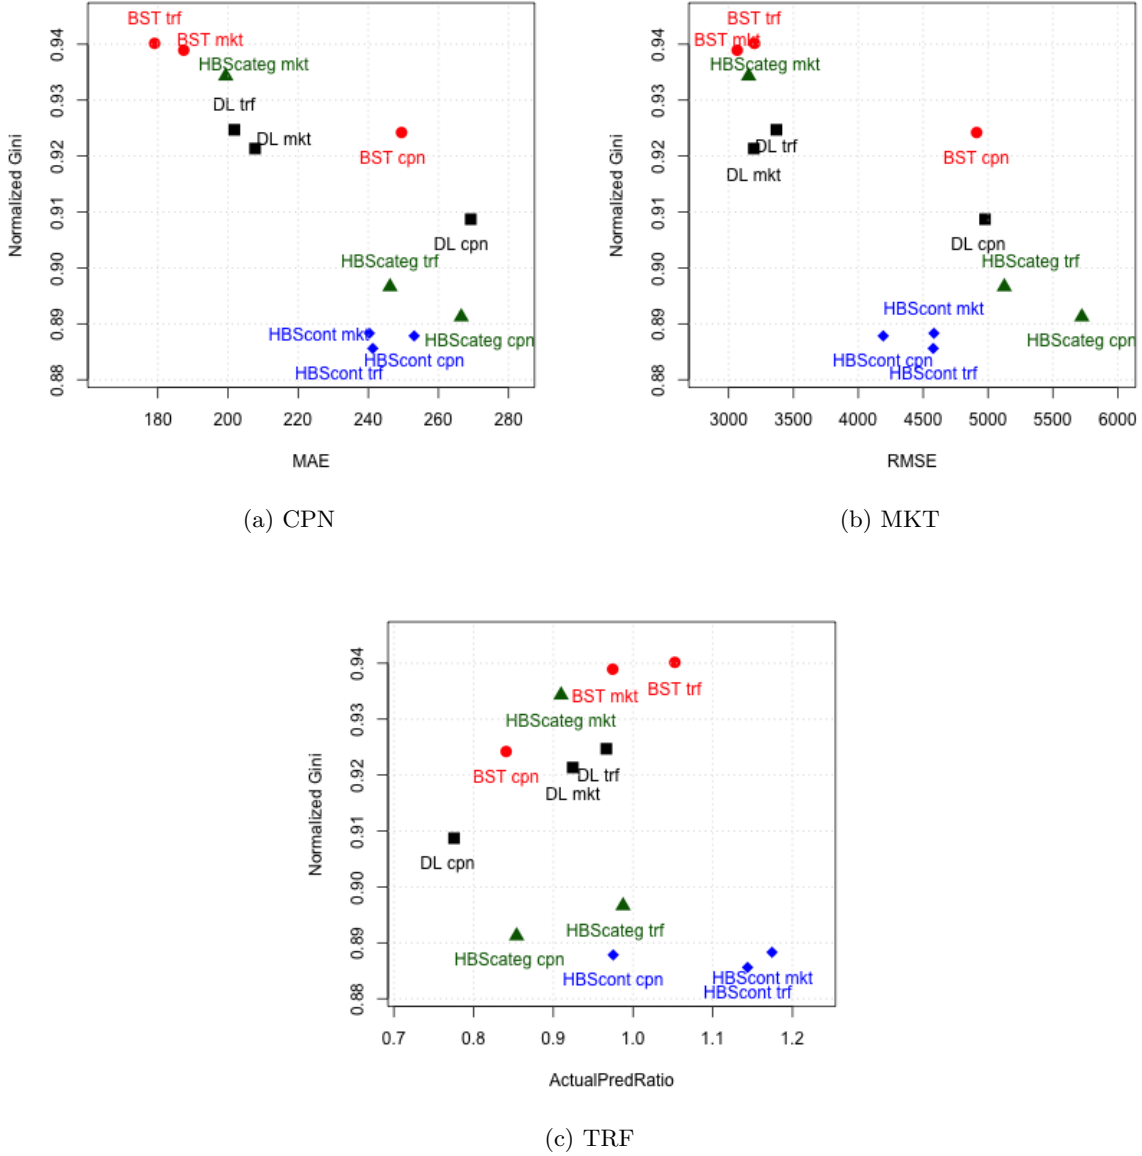 BST trf
BST mkt
HBScateg mkt
DL trf
DL mkt
BST cpn
DL cpn
HBScateg trf
HBScont mkt
HBScateg cpn
HBScont cpn
HBScont trf
0.94
0.93
0.92
0.91
0.90
0.89
0.88
Normalized Gini
180 200 220 240 260 280
MAE
(a) CPN
BST trf
BST mkt
HBScateg mkt
DL trf
DL mkt
BST cpn
DL cpn
HBScateg trf
HBScont mkt
HBScateg cpn
HBScont cpn
HBScont trf
0.94
0.93
0.92
0.91
0.90
0.89
0.88
Normalized Gini
3000 3500 4000 4500 5000 5500 6000
RMSE
(b) MKT
BST trf
BST mkt
HBScateg mkt
BST cpn
DL trf
DL mkt
DL cpn
HBScateg trf
HBScateg cpn
HBScont cpn
HBScont mkt
HBScont trf
0.94
0.93
0.92
0.91
0.90
0.89
0.88
Normalized Gini
0.7 0.8 0.9 1.0 1.1 1.2
ActualPredRatio
(c) TRF